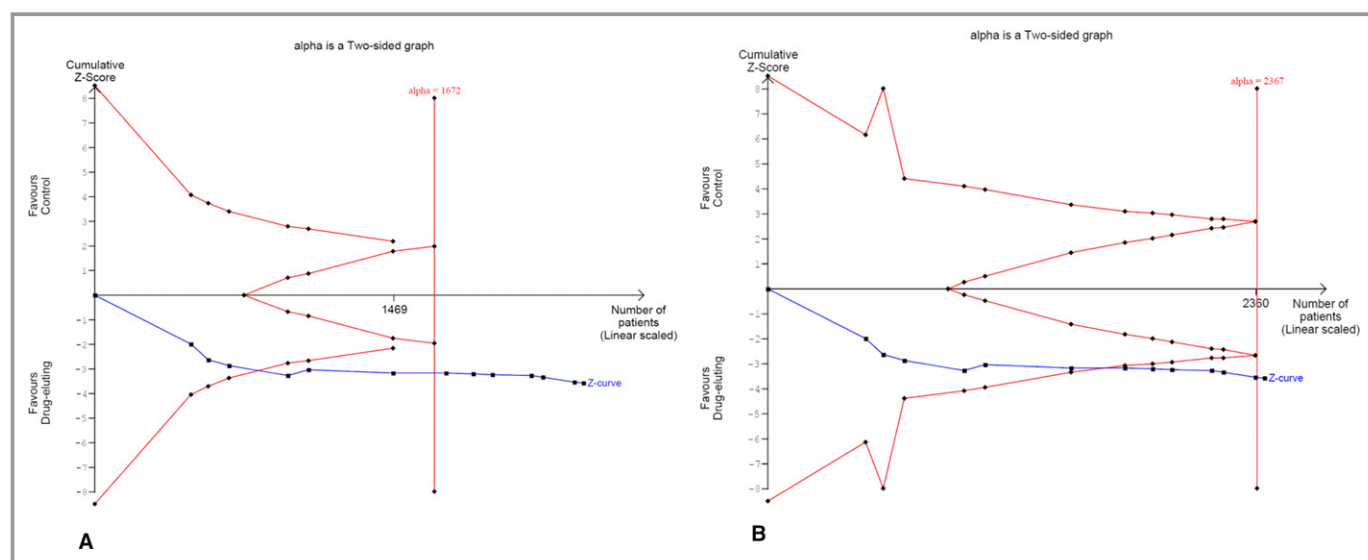 alpha is a Two-sided graph
Cumulative
Z-Score
alpha = 1672
8
7
6
5
4
3
2
1
-1
-2
-3
-4
-5
-6
-7
-8
Favours
Control
Favours
Drug-eluting
1469
Number of
patients
(Linear scaled)
Z-curve
A
alpha is a Two-sided graph
Cumulative
Z-Score
alpha = 2367
8
7
6
5
4
3
2
1
-1
-2
-3
-4
-5
-6
-7
-8
Favours
Control
Favours
Drug-eluting
2360
Number of
patients
(Linear scaled)
Z-curve
B